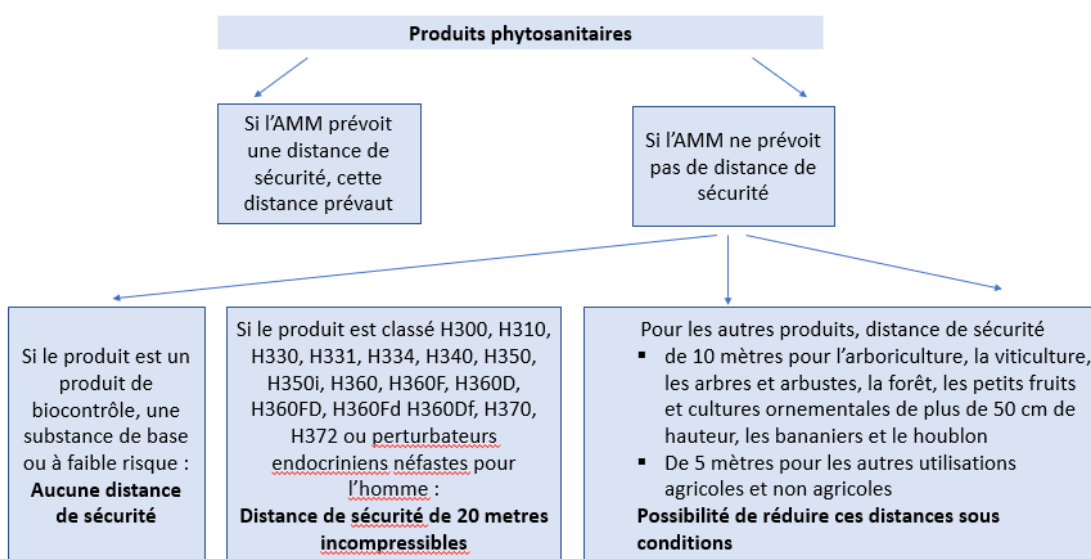 Produits phytosanitaires
Si l’AMM prévoit
une distance de
sécurité, cette
distance prévaut
Si l’AMM ne prévoit
pas de distance de
sécurité
Si le produit est un
produit de
biocontrôle, une
substance de base
ou à faible risque :
Aucune distance
de sécurité
Si le produit est classé H300, H310,
H330, H331, H334, H340, H350,
H350i, H360, H360F, H360D,
H360FD, H360Fd H360Df, H370,
H372 ou perturbateurs
endocriniens néfastes pour
l’homme :
Distance de sécurité de 20 metres
incompressibles
Pour les autres produits, distance de sécurité
▪ de 10 mètres pour l’arboriculture, la viticulture,
les arbres et arbustes, la forêt, les petits fruits
et cultures ornementales de plus de 50 cm de
hauteur, les bananiers et le houblon
▪ De 5 mètres pour les autres utilisations
agricoles et non agricoles
Possibilité de réduire ces distances sous
conditions